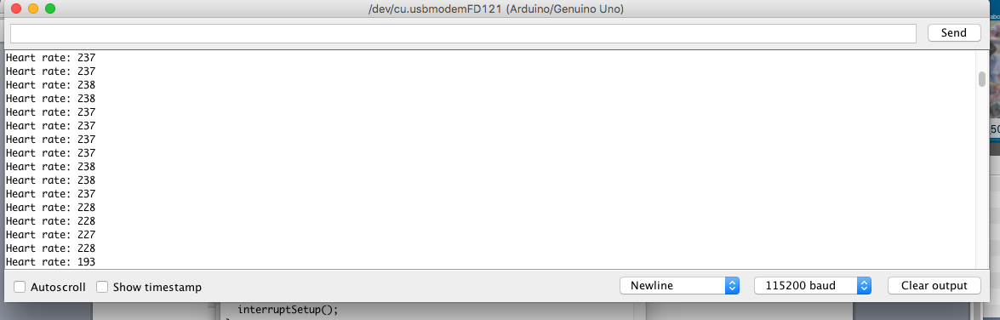 /dev/cu.usbmodemFD121 (Arduino/Genuino Uno)
Send
Heart rate: 237
Heart rate: 237
Heart rate: 238
Heart rate: 238
Heart rate: 237
Heart rate: 237
Heart rate: 237
Heart rate: 237
Heart rate: 238
Heart rate: 238
Heart rate: 237
Heart rate: 228
Heart rate: 228
Heart rate: 227
Heart rate: 228
Heart rate: 193
Autoscroll Show timestamp Newline 115200 baud Clear output
interruptSetup();